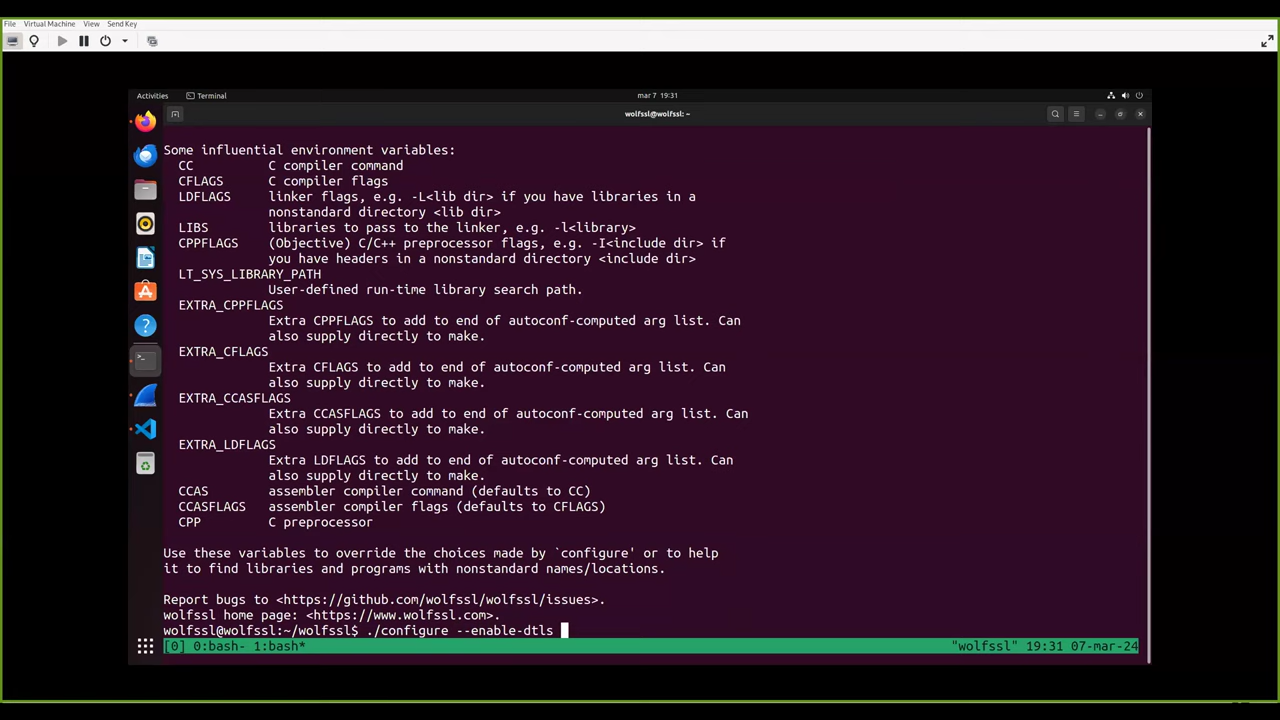 File Virtual Machine View Send Key
Activities Terminal mar 7 19:31
wolfssl@wolfssl: ~
Some influential environment variables:
CC C compiler command
CFLAGS C compiler flags
LDFLAGS linker flags, e.g. -L<lib dir> if you have libraries in a
nonstandard directory <lib dir>
LIBS libraries to pass to the linker, e.g. -l<library>
CPPFLAGS (Objective) C/C++ preprocessor flags, e.g. -I<include dir> if
you have headers in a nonstandard directory <include dir>
LT_SYS_LIBRARY_PATH
User-defined run-time library search path.
EXTRA_CPPFLAGS
Extra CPPFLAGS to add to end of autoconf-computed arg list. Can
also supply directly to make.
EXTRA_CFLAGS
Extra CFLAGS to add to end of autoconf-computed arg list. Can
also supply directly to make.
EXTRA_CCASFLAGS
Extra CCASFLAGS to add to end of autoconf-computed arg list. Can
also supply directly to make.
EXTRA_LDFLAGS
Extra LDFLAGS to add to end of autoconf-computed arg list. Can
also supply directly to make.
CCAS assembler compiler command (defaults to CC)
CCASFLAGS assembler compiler flags (defaults to CFLAGS)
CPP C preprocessor
Use these variables to override the choices made by `configure' or to help
it to find libraries and programs with nonstandard names/locations.
Report bugs to <https://github.com/wolfssl/wolfssl/issues>.
wolfssl home page: <https://www.wolfssl.com>.
wolfssl@wolfssl:~/wolfssl$ ./configure --enable-dtls
[0] 0:bash- 1:bash* "wolfssl" 19:31 07-mar-24